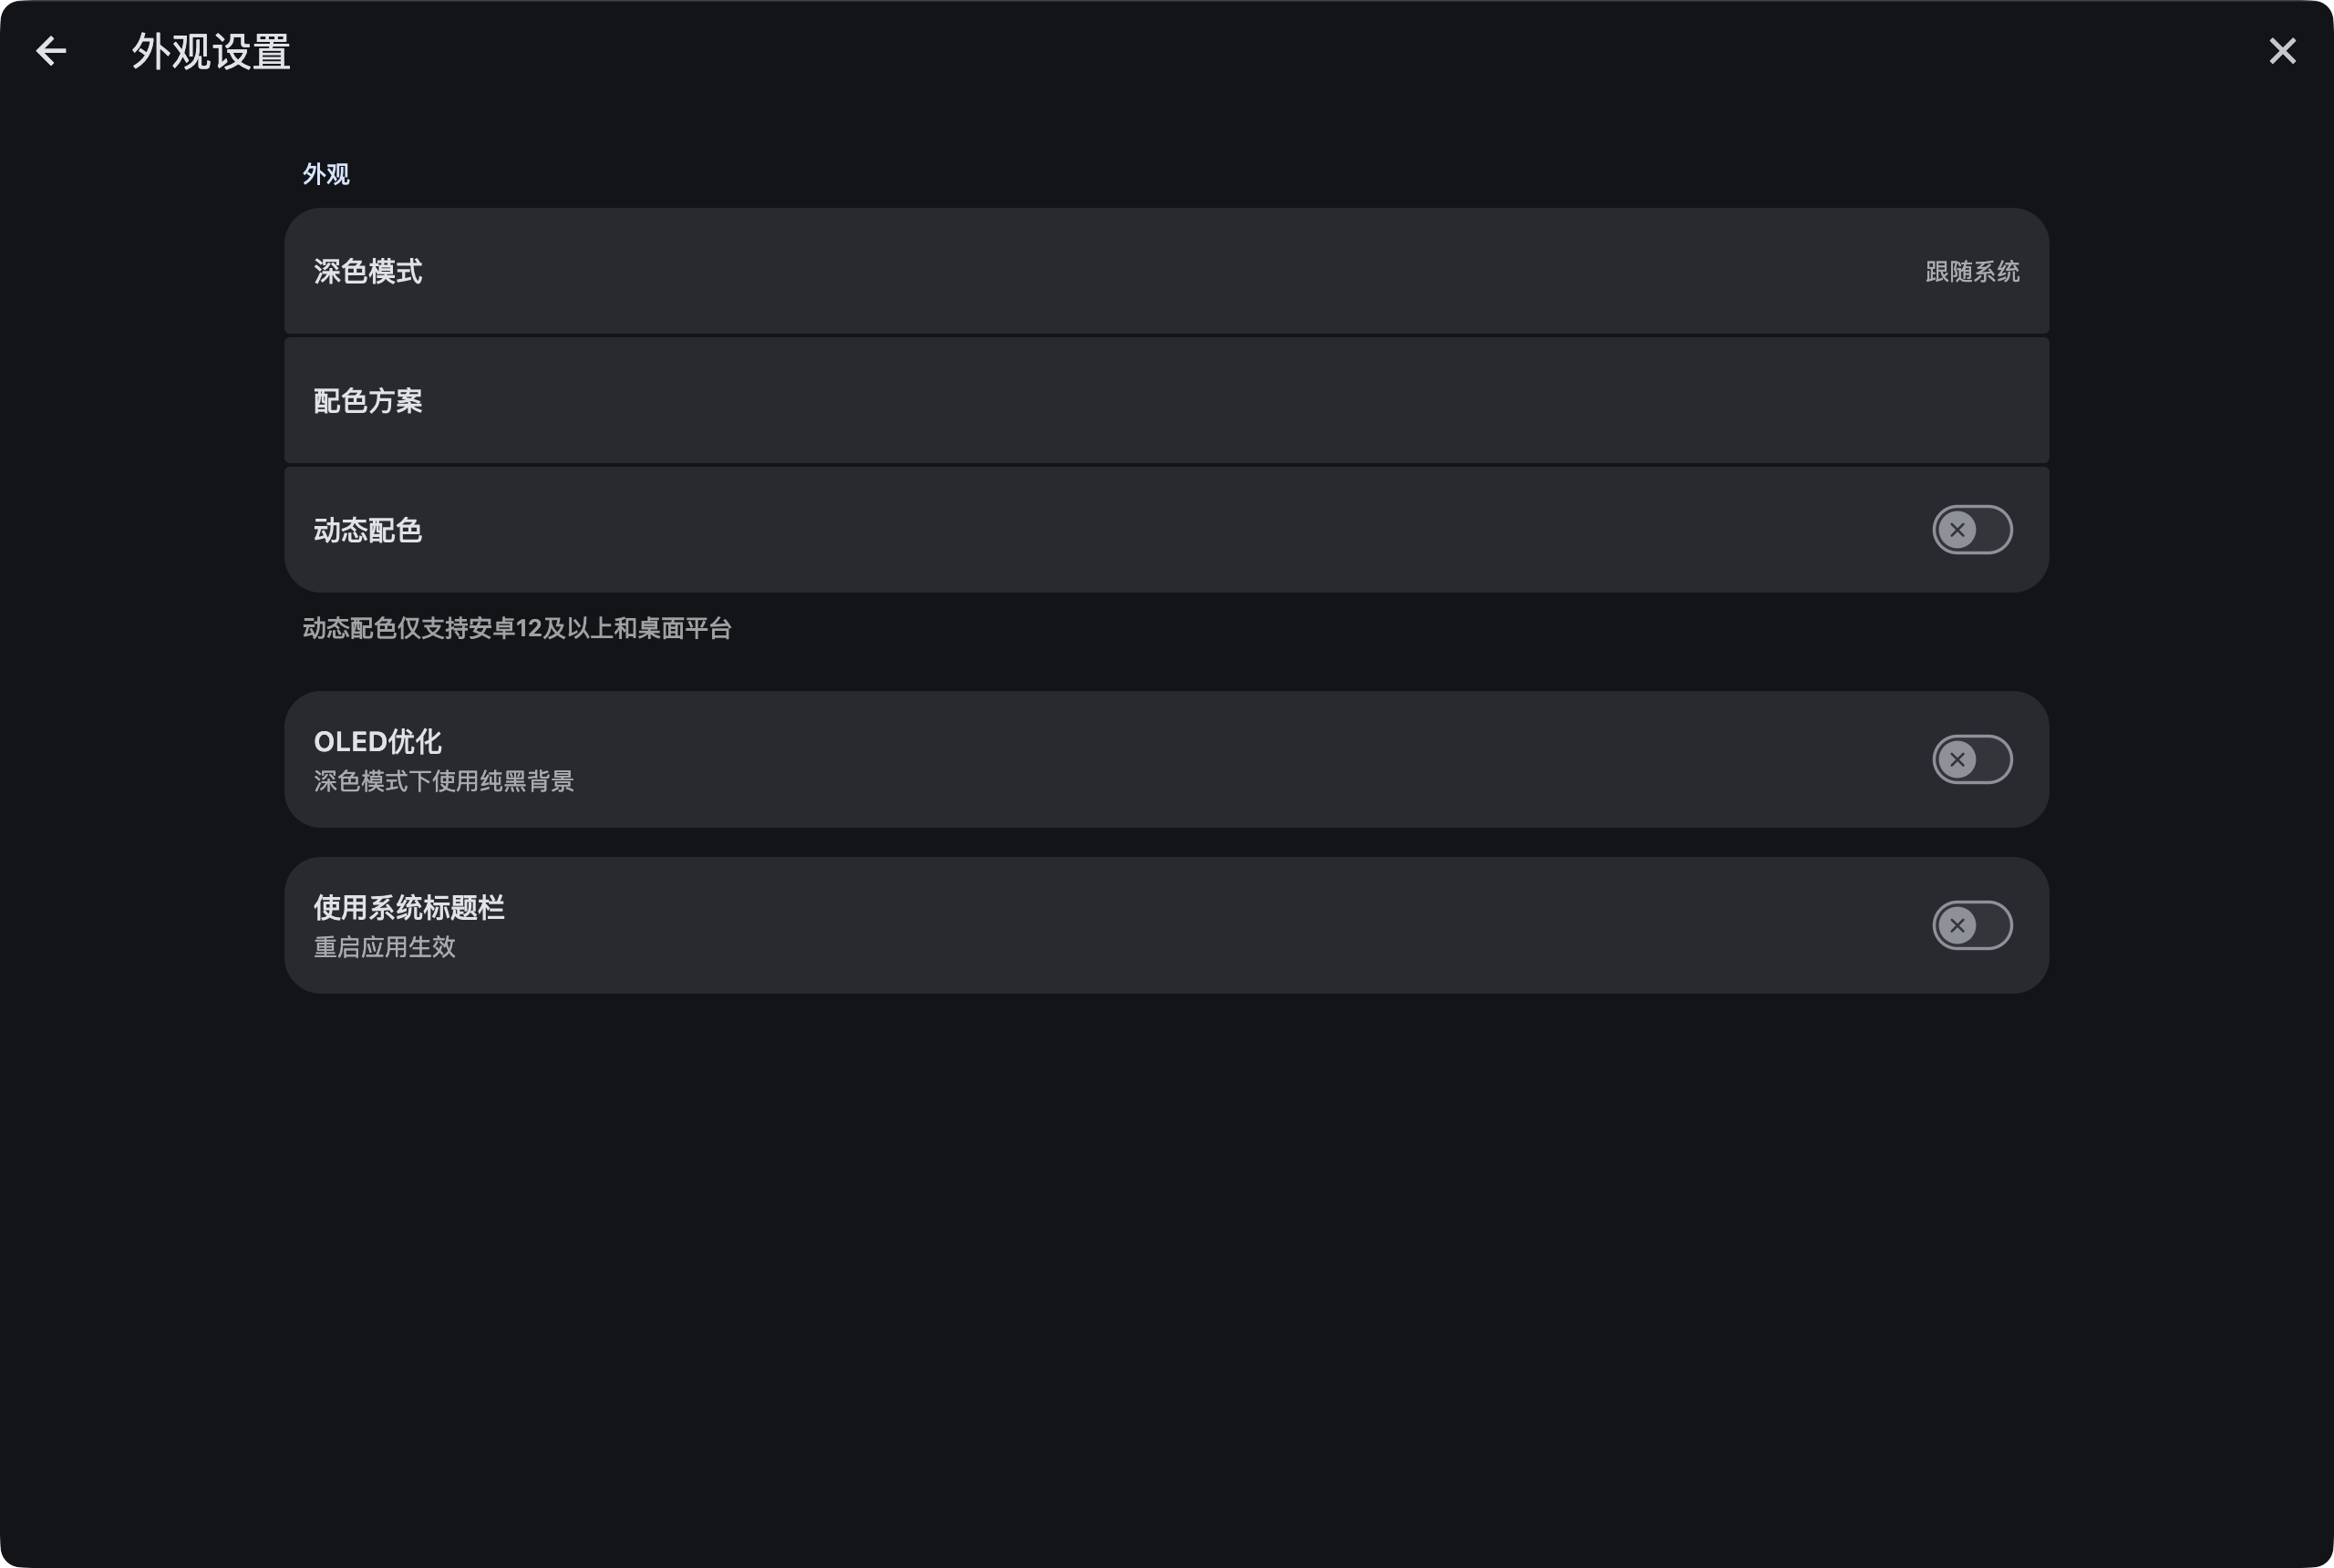 外观设置
外观
深色模式
跟随系统
配色方案
动态配色
动态配色仅支持安卓12及以上和桌面平台
OLED优化
深色模式下使用纯黑背景
使用系统标题栏
重启应用生效